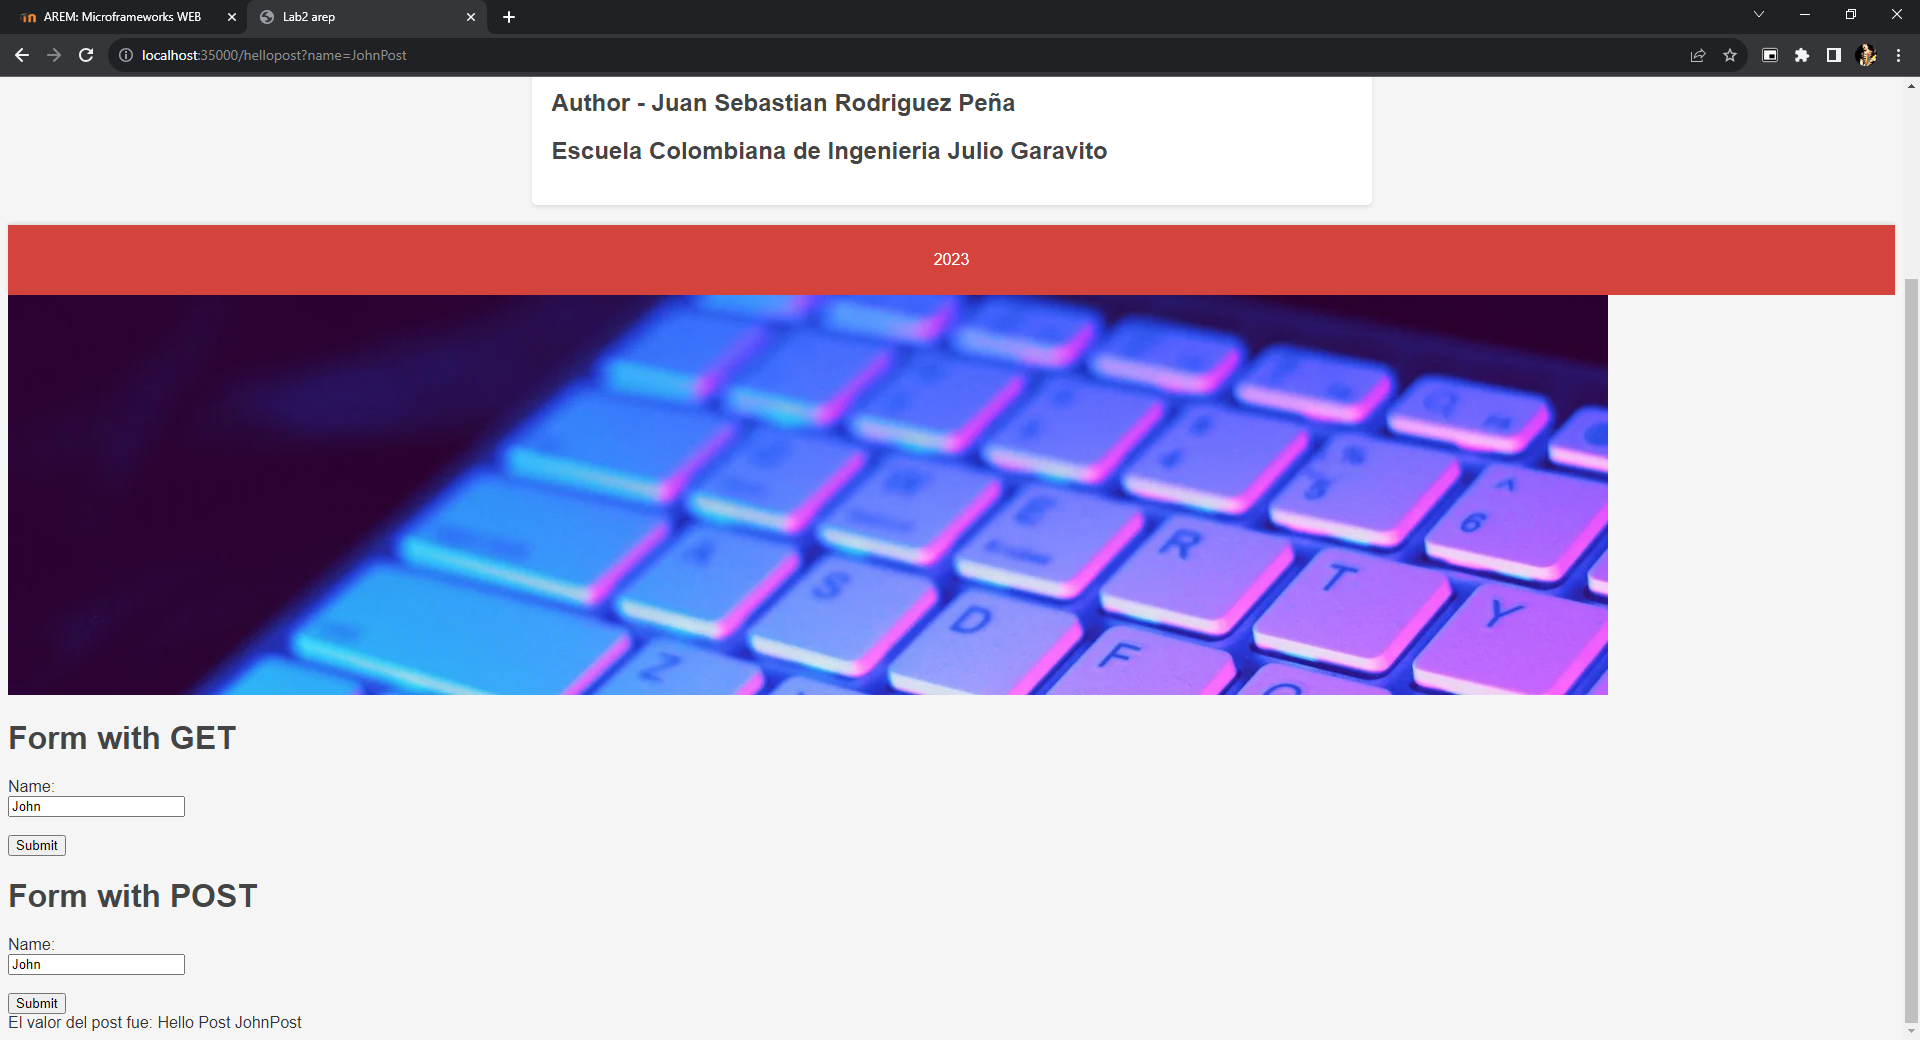 AREM: Microframeworks WEB
Lab2 arep
localhost:35000/hellopost?name=JohnPost
Author - Juan Sebastian Rodriguez Peña
Escuela Colombiana de Ingenieria Julio Garavito
2023
5
^
6
E
R
T
Y
A
S
D
F
Z
Form with GET
Name:
John
Submit
Form with POST
Name:
John
Submit
El valor del post fue: Hello Post JohnPost